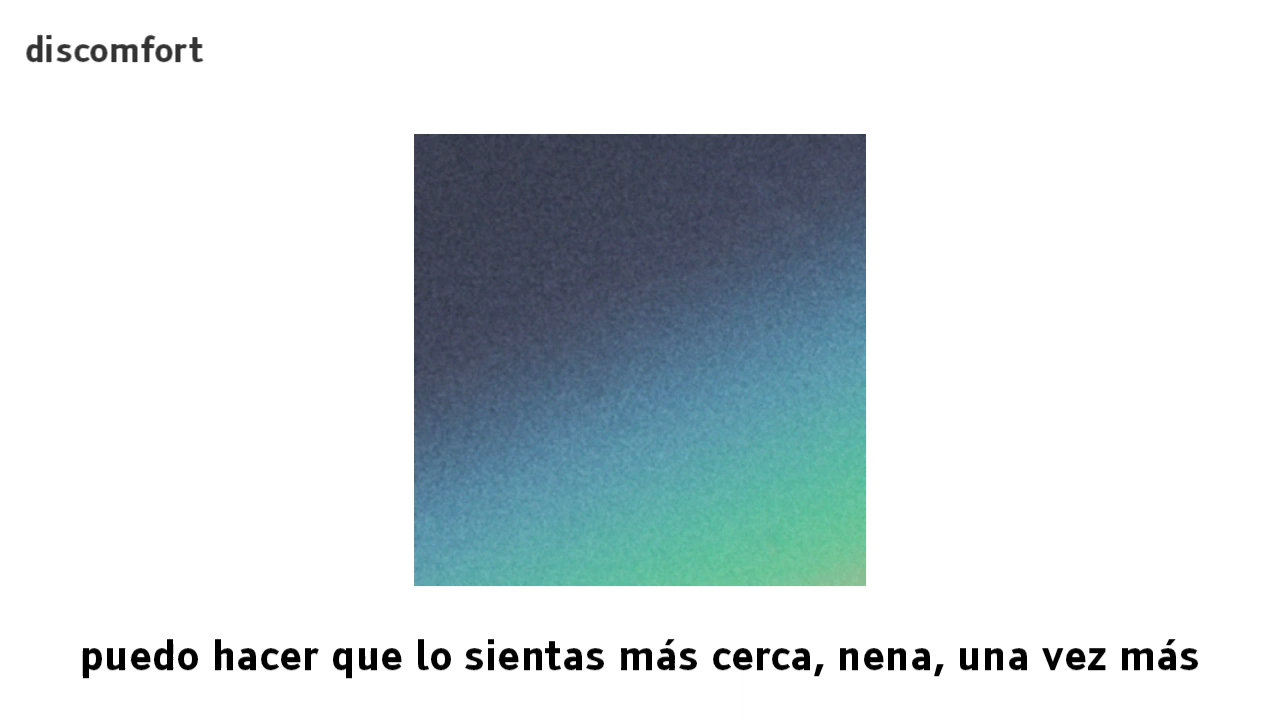 discomfort
puedo hacer que lo sientas más cerca, nena, una vez más